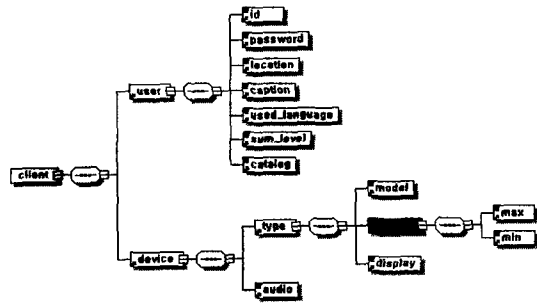 id
password
location
caption
used_language
sum_level
catalog
user
client
device
type
audio
model
display
max
min